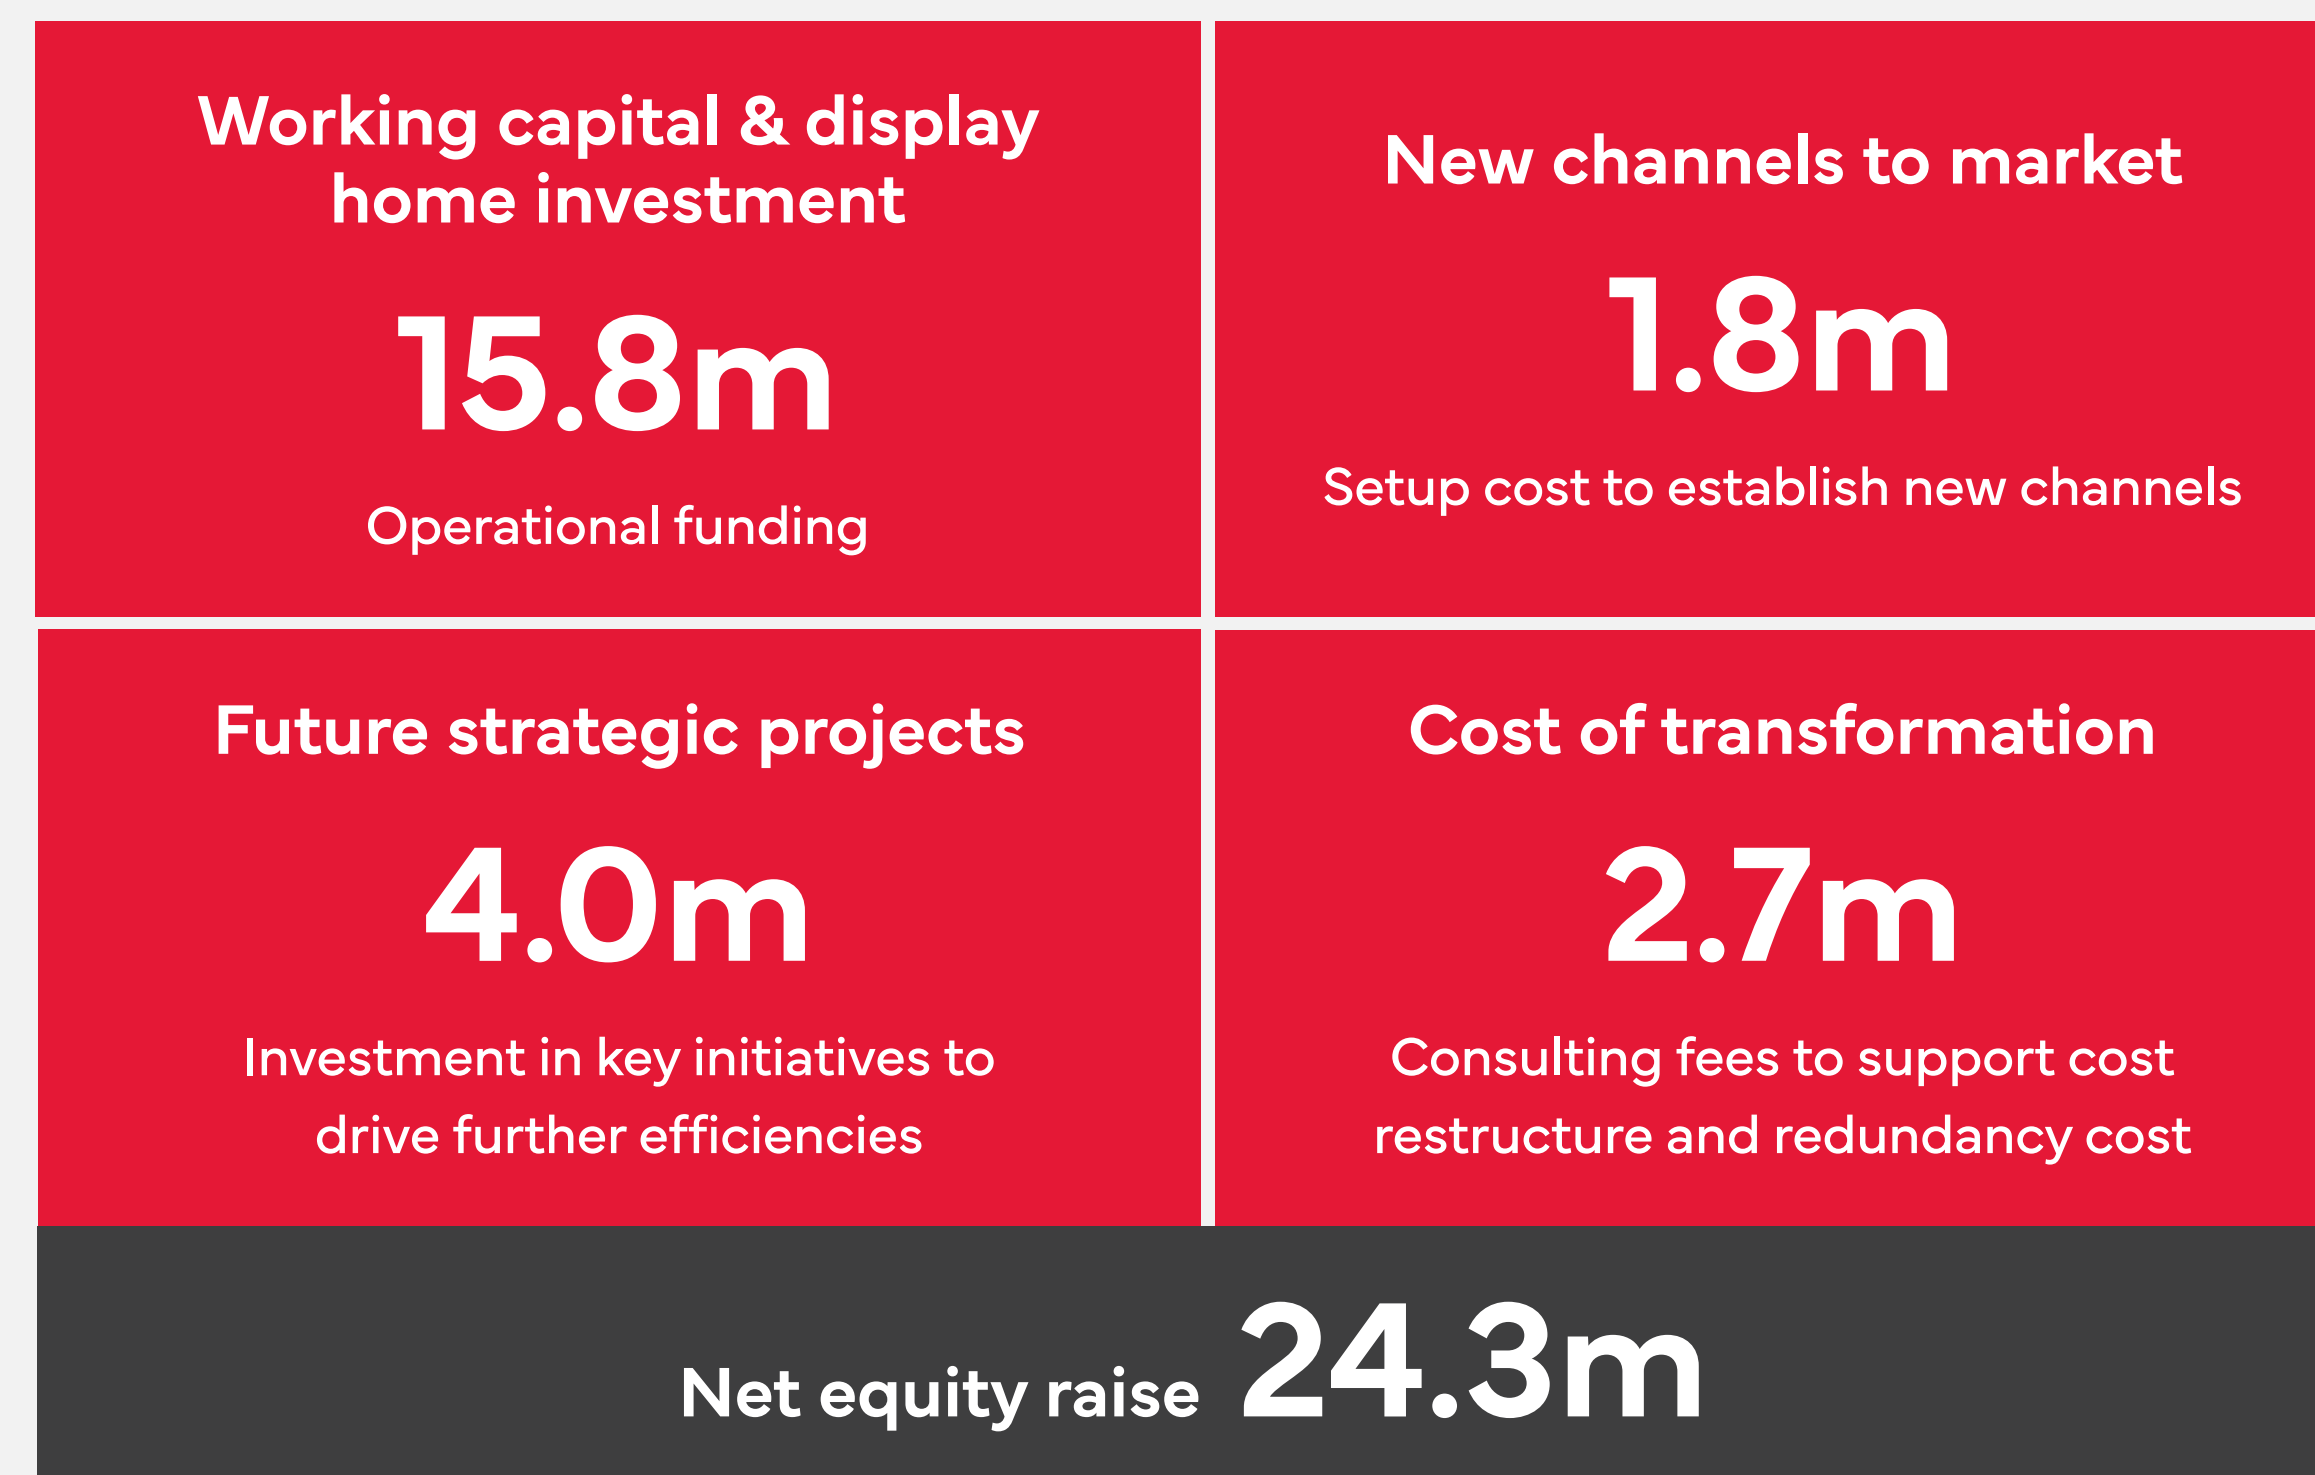 Working capital & display
home investment
15.8m
Operational funding
New channels to market
1.8m
Setup cost to establish new channels
Future strategic projects
4.0m
Investment in key initiatives to
drive further efficiencies
Cost of transformation
2.7m
Consulting fees to support cost
restructure and redundancy cost
Net equity raise 24.3m